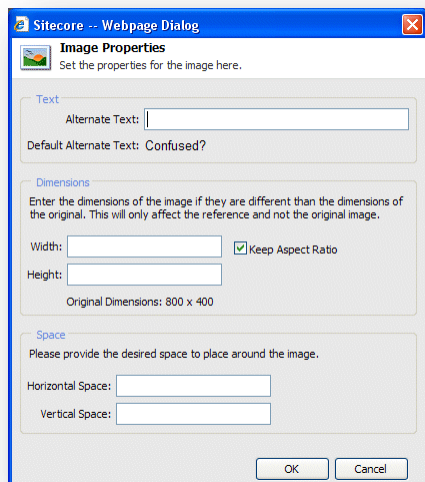 Sitecore -- Webpage Dialog
Image Properties
Set the properties for the image here.
Text
Alternate Text:
Default Alternate Text: Confused?
Dimensions
Enter the dimensions of the image if they are different than the dimensions of
the original. This will only affect the reference and not the original image.
Width:
Keep Aspect Ratio
Height:
Original Dimensions: 800 x 400
Space
Please provide the desired space to place around the image.
Horizontal Space:
Vertical Space:
OK Cancel